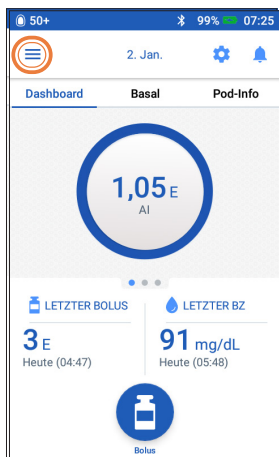 50+ 99% 07:25
2. Jan.
Dashboard Basal Pod-Info
1,05 E
AI
LETZTER BOLUS LETZTER BZ
3 E 91 mg/dL
Heute (04:47) Heute (05:48)
Bolus